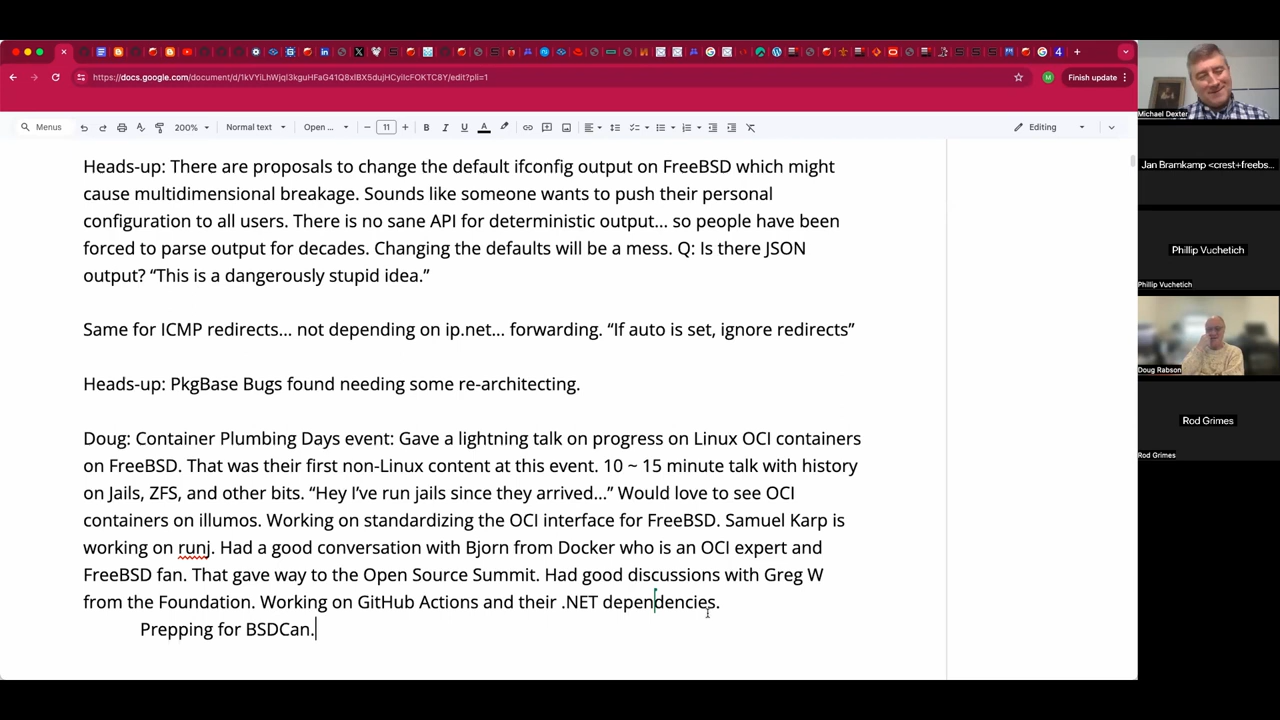 https://docs.google.com/document/d/1kVYiLhWjqI3kguHFaG41Q8xIBX5dujHCyiIcFOKTC8Y/edit?pli=1
M
Finish update
Menus
200%
Normal text
Open ...
11
Editing
Heads-up: There are proposals to change the default ifconfig output on FreeBSD which might
cause multidimensional breakage. Sounds like someone wants to push their personal
configuration to all users. There is no sane API for deterministic output... so people have been
forced to parse output for decades. Changing the defaults will be a mess. Q: Is there JSON
output? “This is a dangerously stupid idea.”
Same for ICMP redirects... not depending on ip.net... forwarding. “If auto is set, ignore redirects”
Heads-up: PkgBase Bugs found needing some re-architecting.
Doug: Container Plumbing Days event: Gave a lightning talk on progress on Linux OCI containers
on FreeBSD. That was their first non-Linux content at this event. 10 ~ 15 minute talk with history
on Jails, ZFS, and other bits. “Hey I’ve run jails since they arrived...” Would love to see OCI
containers on illumos. Working on standardizing the OCI interface for FreeBSD. Samuel Karp is
working on runj. Had a good conversation with Bjorn from Docker who is an OCI expert and
FreeBSD fan. That gave way to the Open Source Summit. Had good discussions with Greg W
from the Foundation. Working on GitHub Actions and their .NET dependencies.
Prepping for BSDCan.
Michael Dexter
Jan Bramkamp <crest+freebs...
Phillip Vuchetich
Phillip Vuchetich
Doug Rabson
Rod Grimes
Rod Grimes